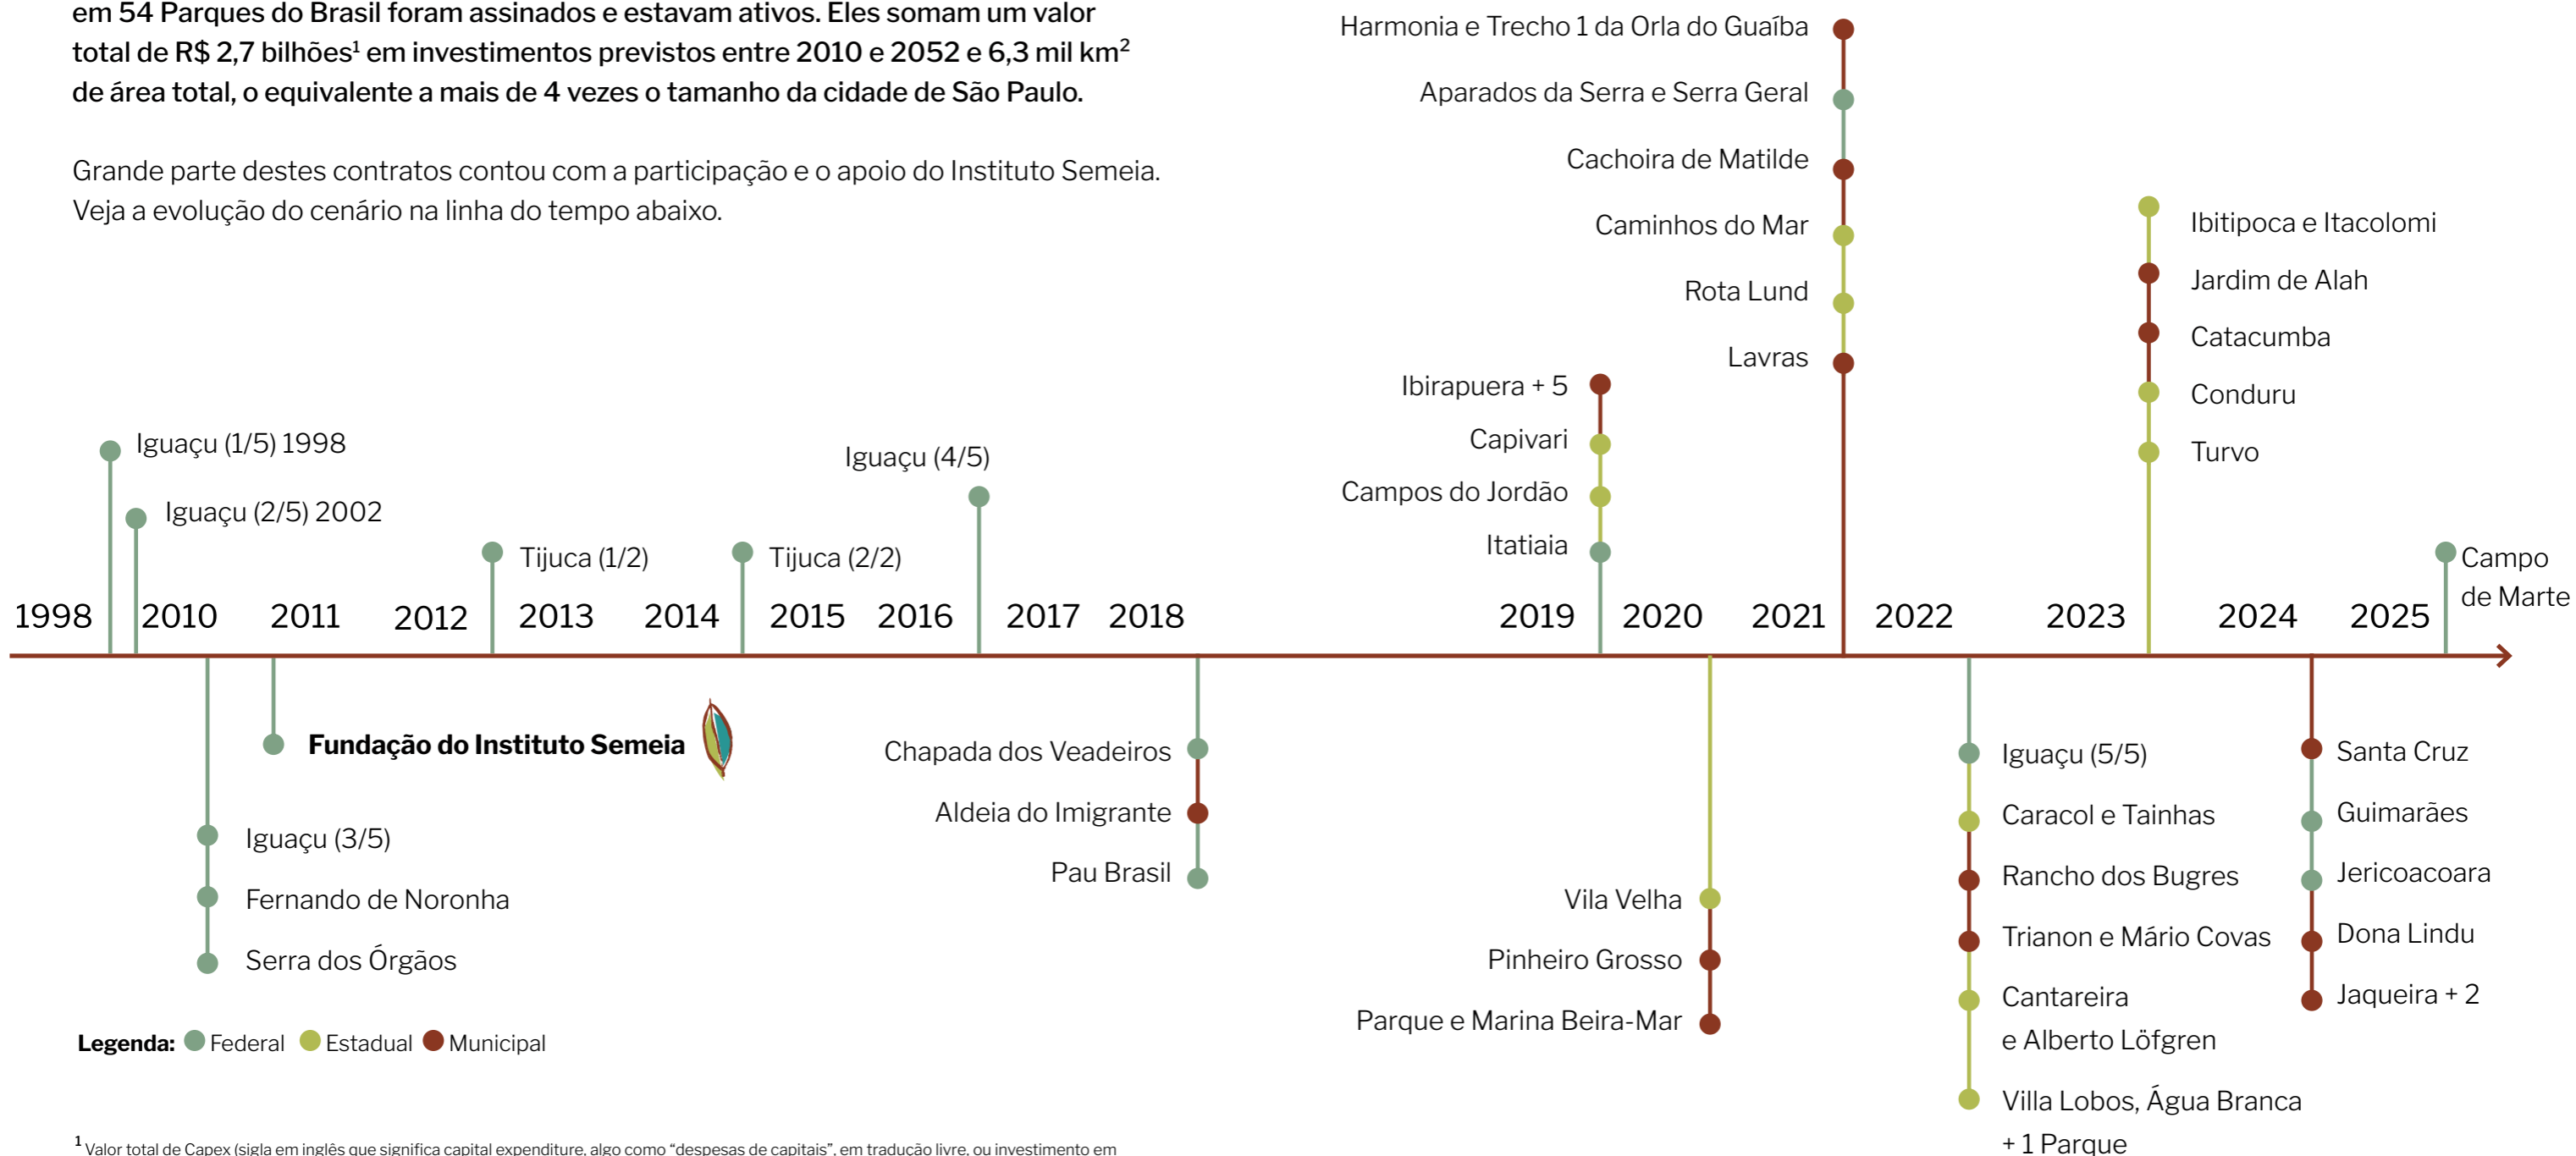 em 54 Parques do Brasil foram assinados e estavam ativos. Eles somam um valor
total de R$ 2,7 bilhões¹ em investimentos previstos entre 2010 e 2052 e 6,3 mil km²
de área total, o equivalente a mais de 4 vezes o tamanho da cidade de São Paulo.
Grande parte destes contratos contou com a participação e o apoio do Instituto Semeia.
Veja a evolução do cenário na linha do tempo abaixo.
Harmonia e Trecho 1 da Orla do Guaíba
Aparados da Serra e Serra Geral
Cachoira de Matilde
Caminhos do Mar
Rota Lund
Lavras
Ibitipoca e Itacolomi
Jardim de Alah
Catacumba
Conduru
Turvo
Ibirapuera + 5
Capivari
Campos do Jordão
Itatiaia
Iguaçu (1/5) 1998
Iguaçu (2/5) 2002
Tijuca (1/2)
Tijuca (2/2)
Iguaçu (4/5)
Campo
de Marte
1998 2010 2011 2012 2013 2014 2015 2016 2017 2018 2019 2020 2021 2022 2023 2024 2025
Fundação do Instituto Semeia
Iguaçu (3/5)
Fernando de Noronha
Serra dos Órgãos
Chapada dos Veadeiros
Aldeia do Imigrante
Pau Brasil
Vila Velha
Pinheiro Grosso
Parque e Marina Beira-Mar
Iguaçu (5/5)
Caracol e Tainhas
Rancho dos Bugres
Trianon e Mário Covas
Cantareira
e Alberto Löfgren
Villa Lobos, Água Branca
+ 1 Parque
Santa Cruz
Guimarães
Jericoacoara
Dona Lindu
Jaqueira + 2
Legenda: Federal Estadual Municipal
¹ Valor total de Capex (sigla em inglês que significa capital expenditure, algo como “despesas de capitais”, em tradução livre, ou investimento em